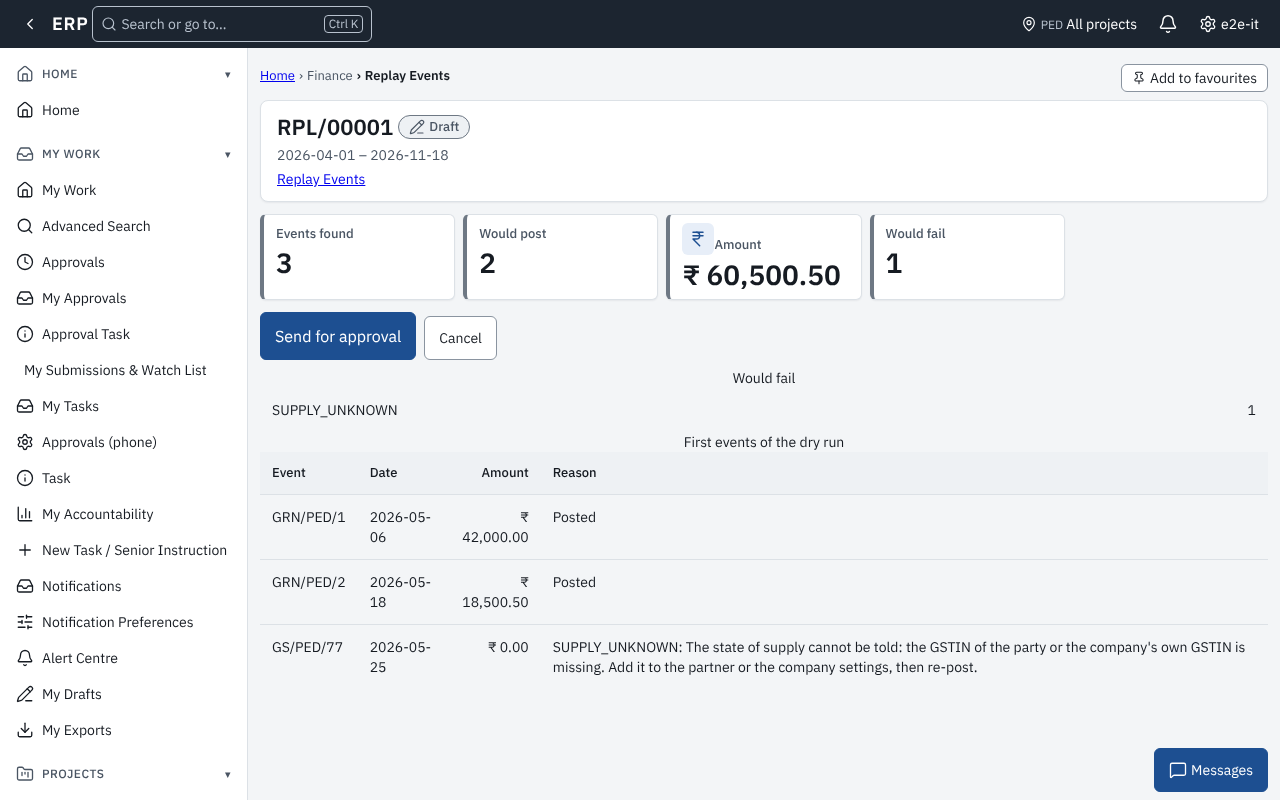 ERP
Search or go to...
Ctrl K
PED All projects
e2e-it
HOME
Home
MY WORK
My Work
Advanced Search
Approvals
My Approvals
Approval Task
My Submissions & Watch List
My Tasks
Approvals (phone)
Task
My Accountability
New Task / Senior Instruction
Notifications
Notification Preferences
Alert Centre
My Drafts
My Exports
PROJECTS
Home › Finance › Replay Events
Add to favourites
RPL/00001 Draft
2026-04-01 – 2026-11-18
Replay Events
Events found
3
Would post
2
₹ Amount
₹ 60,500.50
Would fail
1
Send for approval
Cancel
Would fail
SUPPLY_UNKNOWN 1
First events of the dry run
Event Date Amount Reason
GRN/PED/1 2026-05-06 ₹ 42,000.00 Posted
GRN/PED/2 2026-05-18 ₹ 18,500.50 Posted
GS/PED/77 2026-05-25 ₹ 0.00 SUPPLY_UNKNOWN: The state of supply cannot be told: the GSTIN of the party or the company's own GSTIN is
missing. Add it to the partner or the company settings, then re-post.
Messages